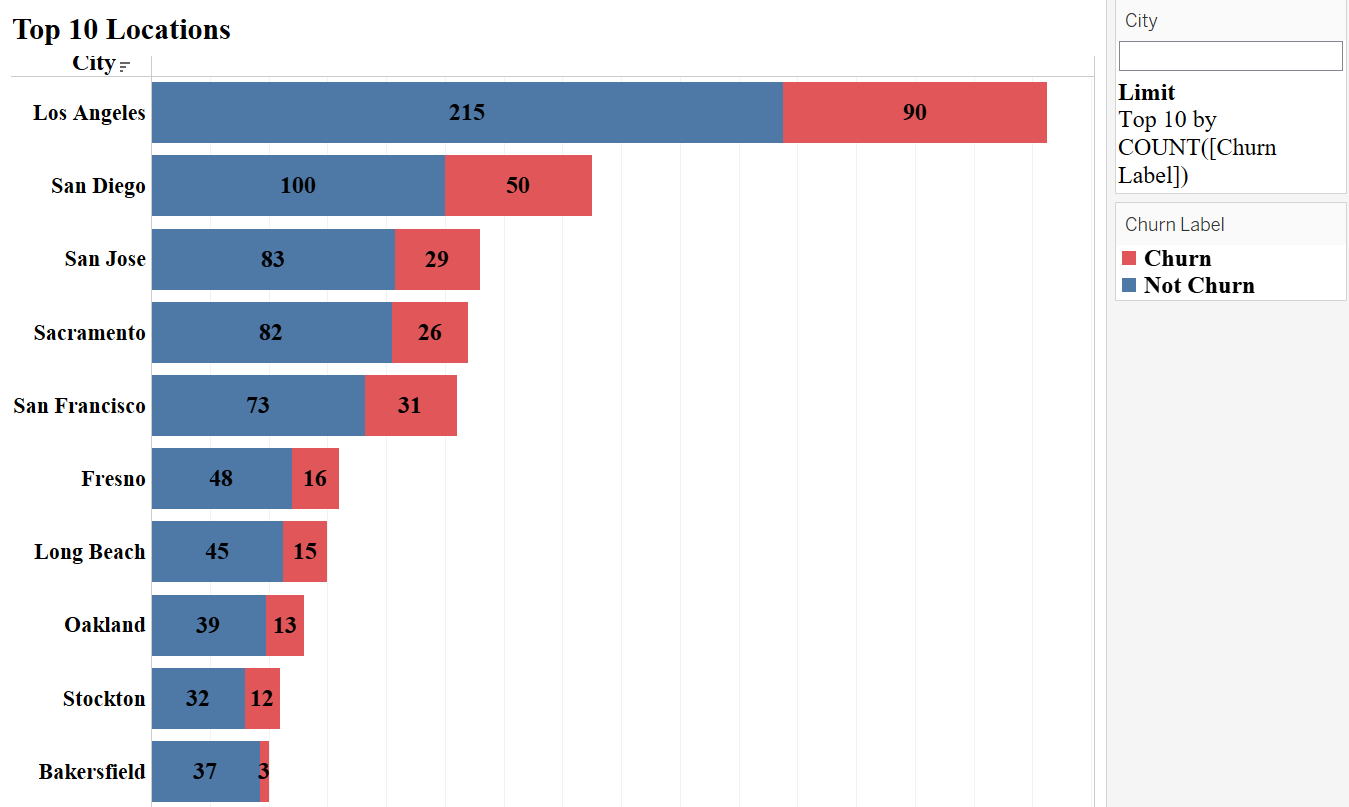 Top 10 Locations
City
Los Angeles 215 90
San Diego 100 50
San Jose 83 29
Sacramento 82 26
San Francisco 73 31
Fresno 48 16
Long Beach 45 15
Oakland 39 13
Stockton 32 12
Bakersfield 37 3
City
Limit
Top 10 by
COUNT([Churn
Label])
Churn Label
Churn
Not Churn